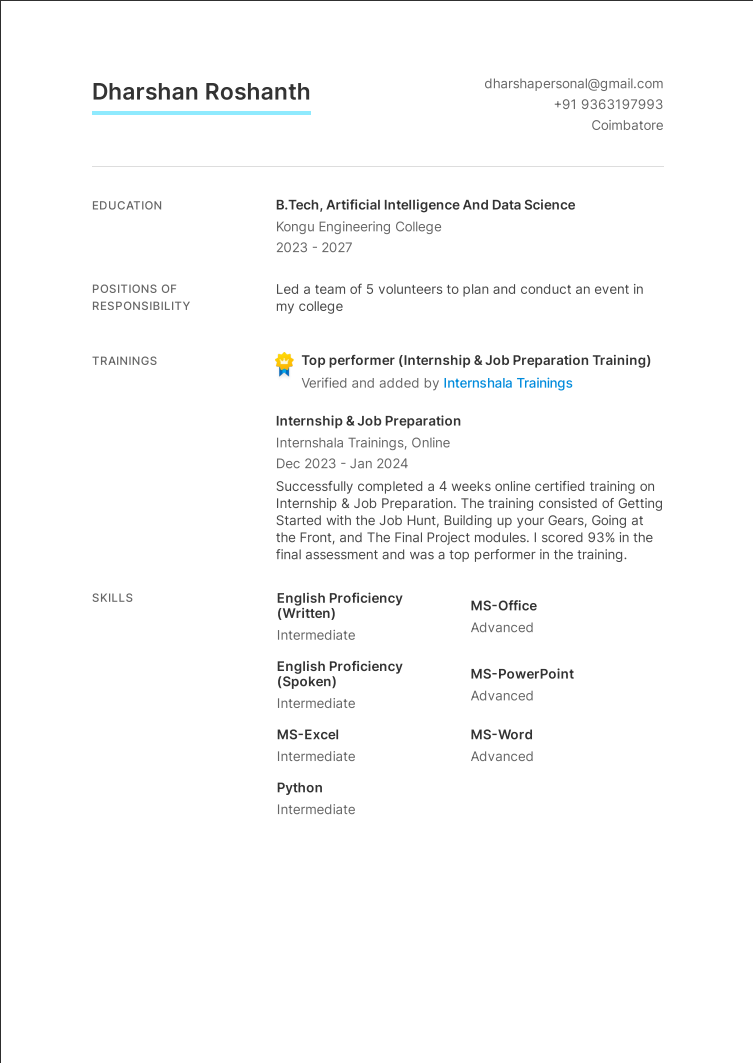 Dharshan Roshanth
dharshapersonal@gmail.com
+91 9363197993
Coimbatore
EDUCATION
B.Tech, Artificial Intelligence And Data Science
Kongu Engineering College
2023 - 2027
POSITIONS OF
RESPONSIBILITY
Led a team of 5 volunteers to plan and conduct an event in
my college
TRAININGS
Top performer (Internship & Job Preparation Training)
Verified and added by Internshala Trainings
Internship & Job Preparation
Internshala Trainings, Online
Dec 2023 - Jan 2024
Successfully completed a 4 weeks online certified training on
Internship & Job Preparation. The training consisted of Getting
Started with the Job Hunt, Building up your Gears, Going at
the Front, and The Final Project modules. I scored 93% in the
final assessment and was a top performer in the training.
SKILLS
English Proficiency
(Written)
Intermediate
MS-Office
Advanced
English Proficiency
(Spoken)
Intermediate
MS-PowerPoint
Advanced
MS-Excel
Intermediate
MS-Word
Advanced
Python
Intermediate